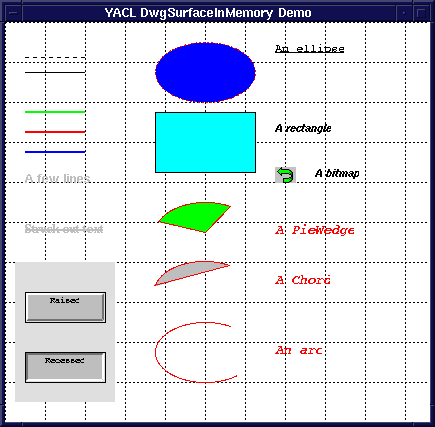 YACL DwgSurfaceInMemory Demo
An ellipse
A rectangle
A bitmap
A few lines
Struck out text
A PieWedge
A Chord
Raised
An arc
Recessed